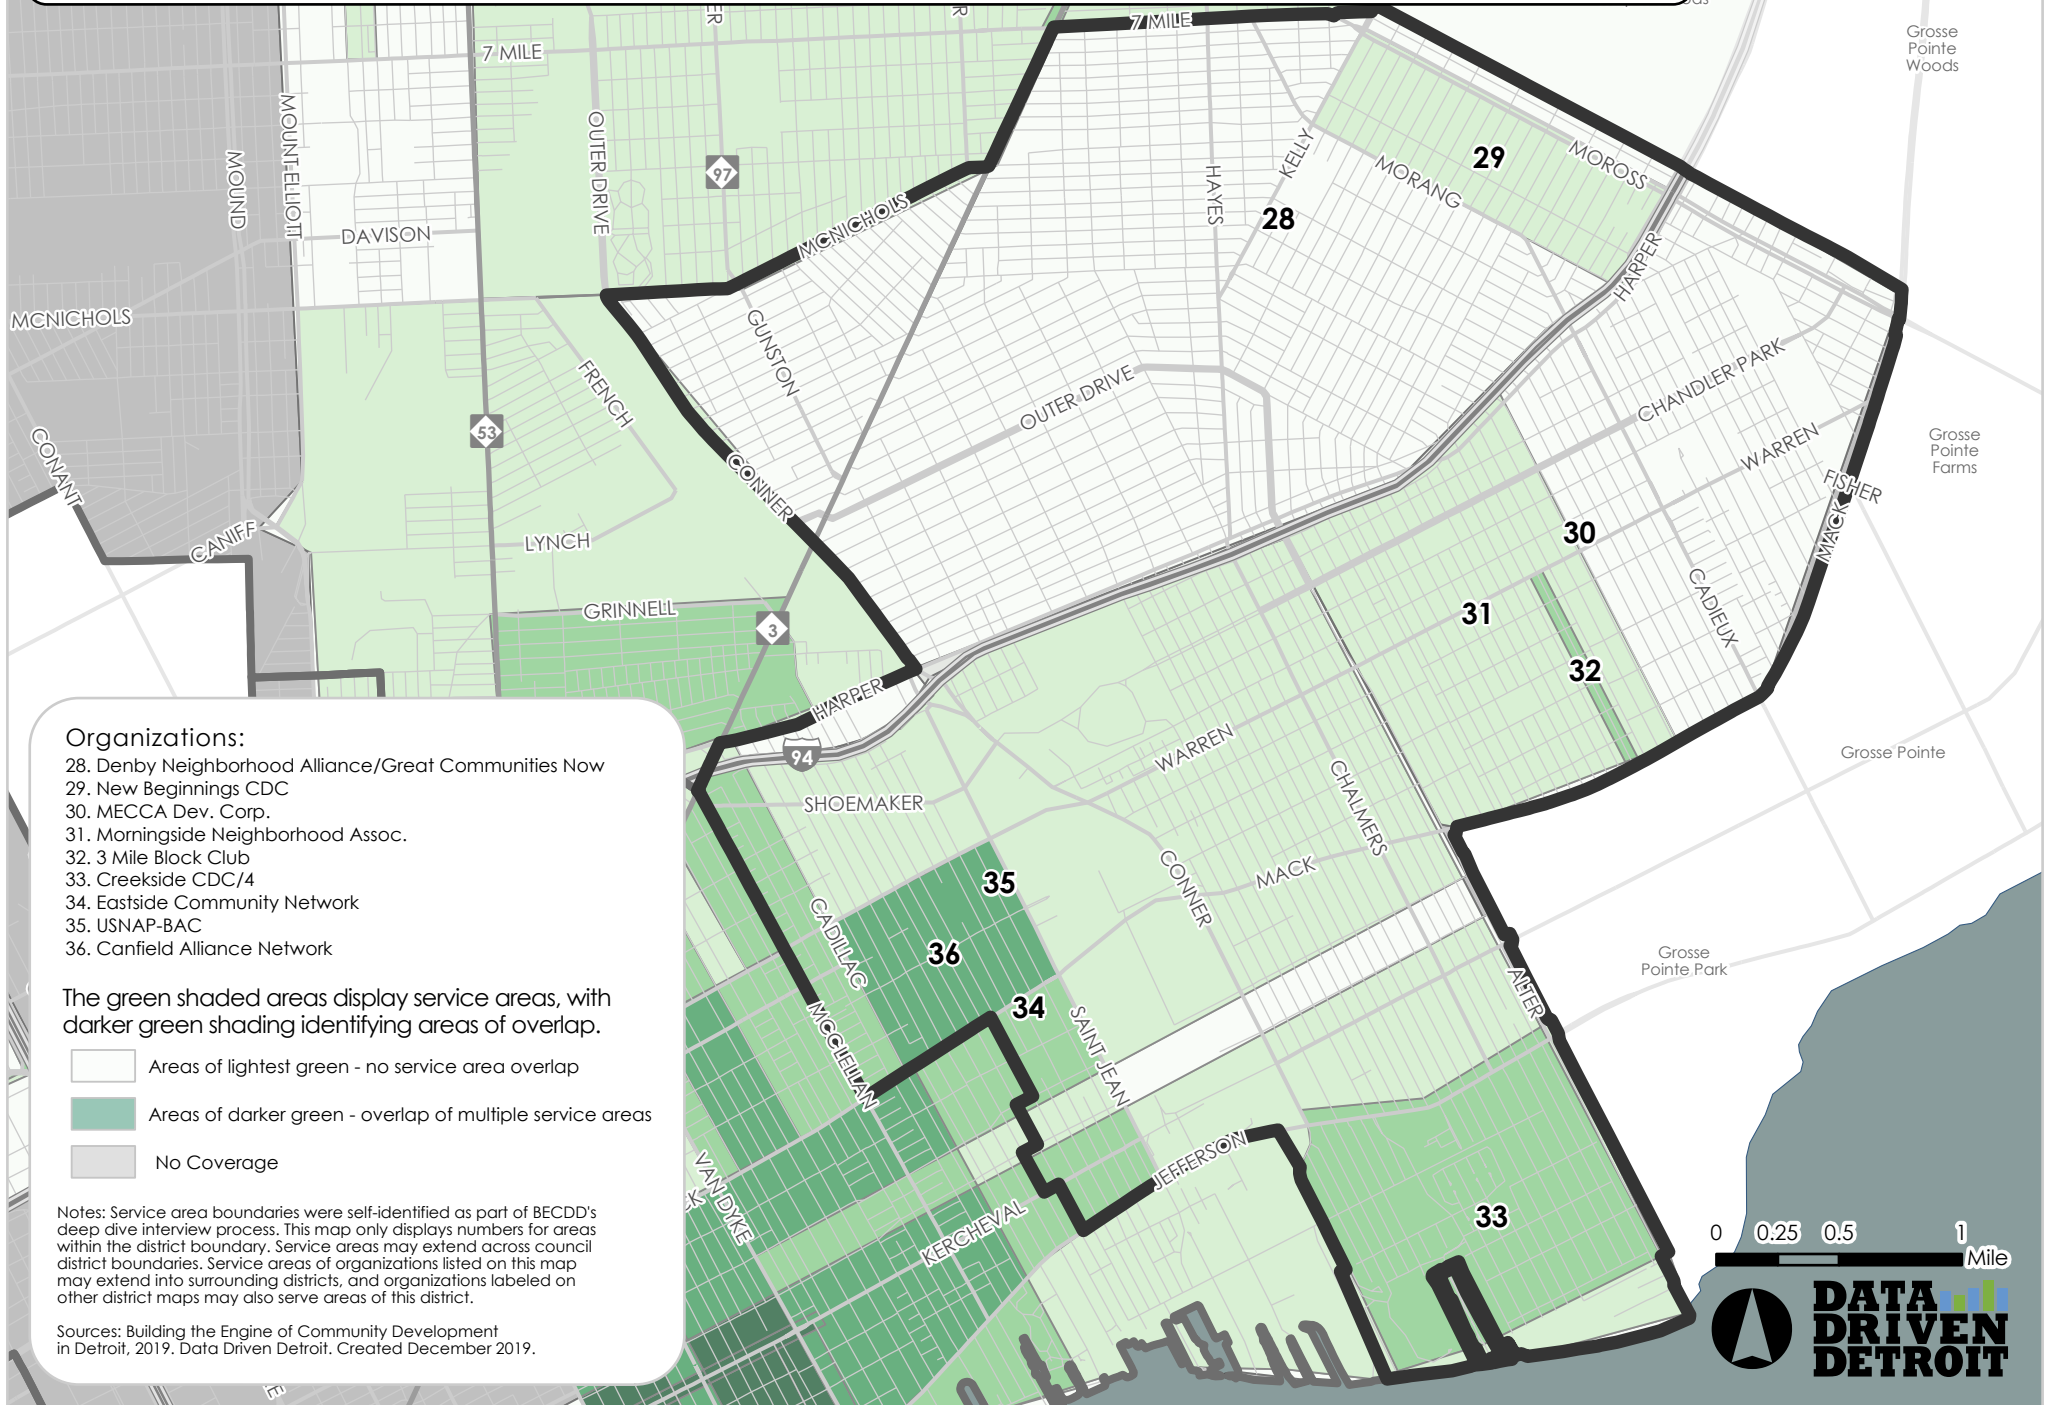 7 MILE
7 MILE
Grosse
Pointe
Woods
MOUNT ELLIOTT
MOUND
OUTER DRIVE
97
HAYES
KELLY
MORANG
29
MOROSS
28
MCNICHOLS
DAVISON
HARPER
MCNICHOLS
GUNSTON
FRENCH
OUTER DRIVE
CHANDLER PARK
WARREN
Grosse
Pointe
Farms
FISHER
MACK
CONANT
53
CONNER
CANIFF
LYNCH
30
31
CADIEUX
GRINNELL
3
32
HARPER
94
WARREN
Grosse Pointe
SHOEMAKER
CHALMERS
MACK
CONNER
35
CADILLAC
36
34
SAINT JEAN
ALTER
Grosse
Pointe Park
MCCLELLAN
VAN DYKE
JEFFERSON
KERCHEVAL
33
Organizations:
28. Denby Neighborhood Alliance/Great Communities Now
29. New Beginnings CDC
30. MECCA Dev. Corp.
31. Morningside Neighborhood Assoc.
32. 3 Mile Block Club
33. Creekside CDC/4
34. Eastside Community Network
35. USNAP-BAC
36. Canfield Alliance Network
The green shaded areas display service areas, with
darker green shading identifying areas of overlap.
Areas of lightest green - no service area overlap
Areas of darker green - overlap of multiple service areas
No Coverage
Notes: Service area boundaries were self-identified as part of BECDD's
deep dive interview process. This map only displays numbers for areas
within the district boundary. Service areas may extend across council
district boundaries. Service areas of organizations listed on this map
may extend into surrounding districts, and organizations labeled on
other district maps may also serve areas of this district.
Sources: Building the Engine of Community Development
in Detroit, 2019. Data Driven Detroit. Created December 2019.
0 0.25 0.5 1
Mile
DATA
DRIVEN
DETROIT